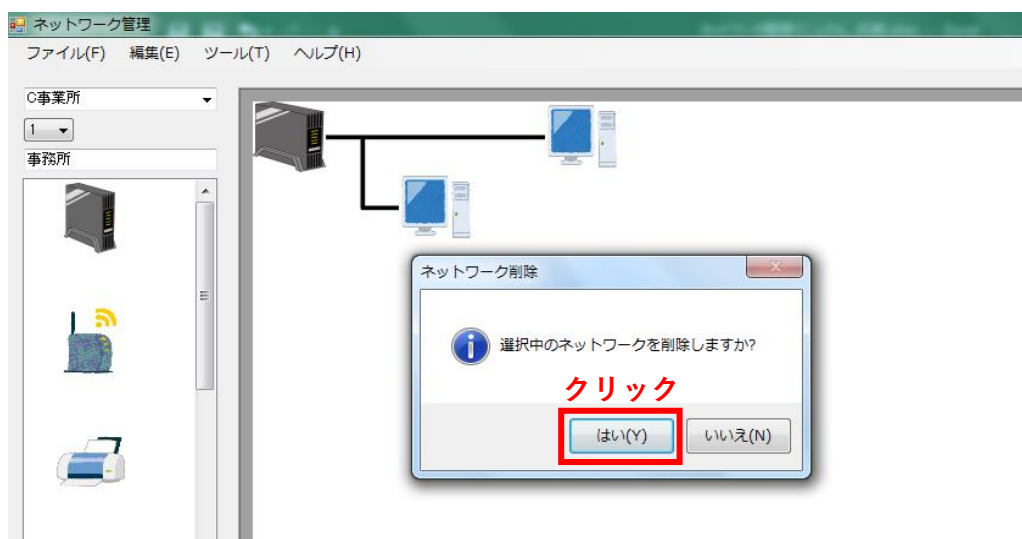 ネットワーク管理
ファイル(F) 編集(E) ツール(T) ヘルプ(H)
C事業所
1
事務所
ネットワーク削除
選択中のネットワークを削除しますか?
クリック
はい(Y) いいえ(N)